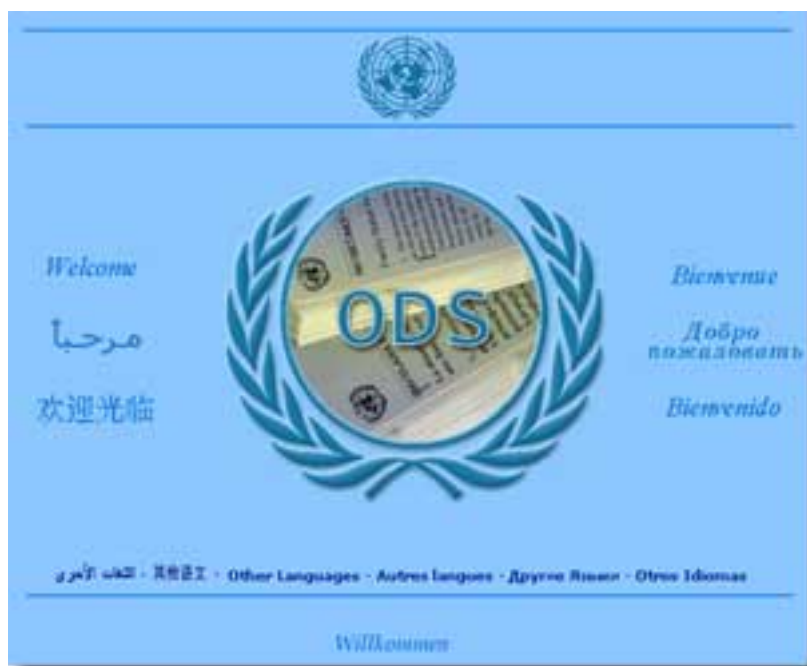 Welcome
مرحباً
欢迎光临
ODS
Bienvenue
Добро
пожаловать
Bienvenido
اللغات الأخرى - 其他语文 - Other Languages - Autres langues - Другие Языки - Otros Idiomas
Willkommen